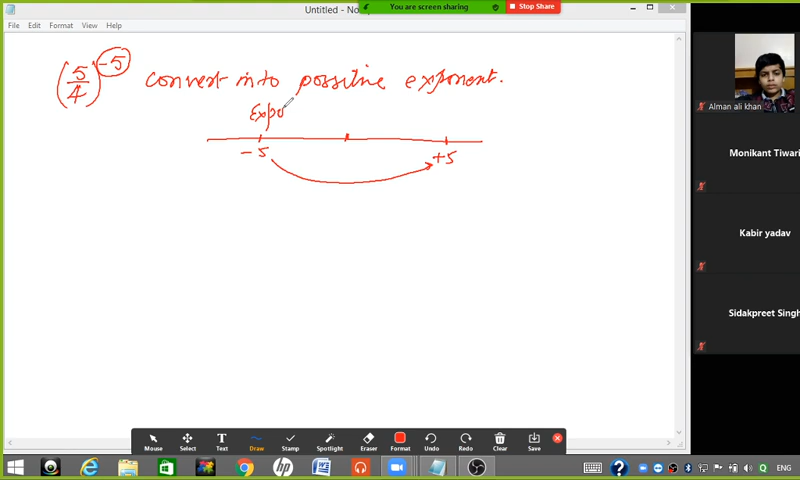 Untitled - No
You are screen sharing
Stop Share
File Edit Format View Help
(5/4)^-5 convert into possitive exponent.
Expo
-5 +5
Alman ali khan
Monikant Tiwari
Kabir yadav
Sidakpreet Singh
Mouse Select Text Draw Stamp Spotlight Eraser Format Undo Redo Clear Save
ENG